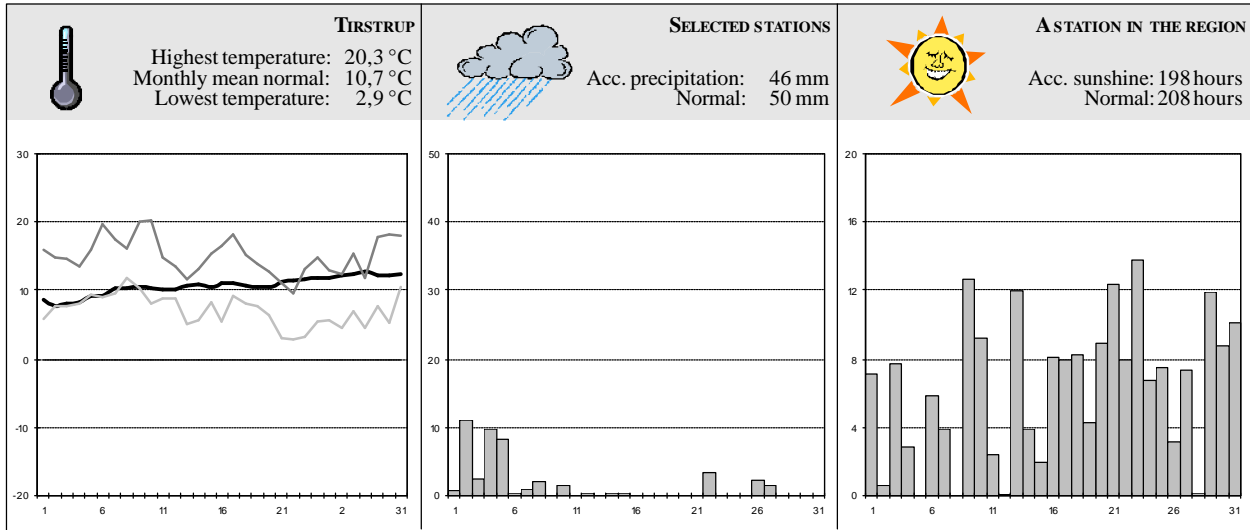 TIRSTRUP
Highest temperature: 20,3 °C
Monthly mean normal: 10,7 °C
Lowest temperature: 2,9 °C
30
20
10
0
-10
-20
1 6 11 16 21 2 31
SELECTED STATIONS
Acc. precipitation: 46 mm
Normal: 50 mm
50
40
30
20
10
0
1 6 11 16 21 26 31
A STATION IN THE REGION
Acc. sunshine: 198 hours
Normal: 208 hours
20
16
12
8
4
0
1 6 11 16 21 26 31